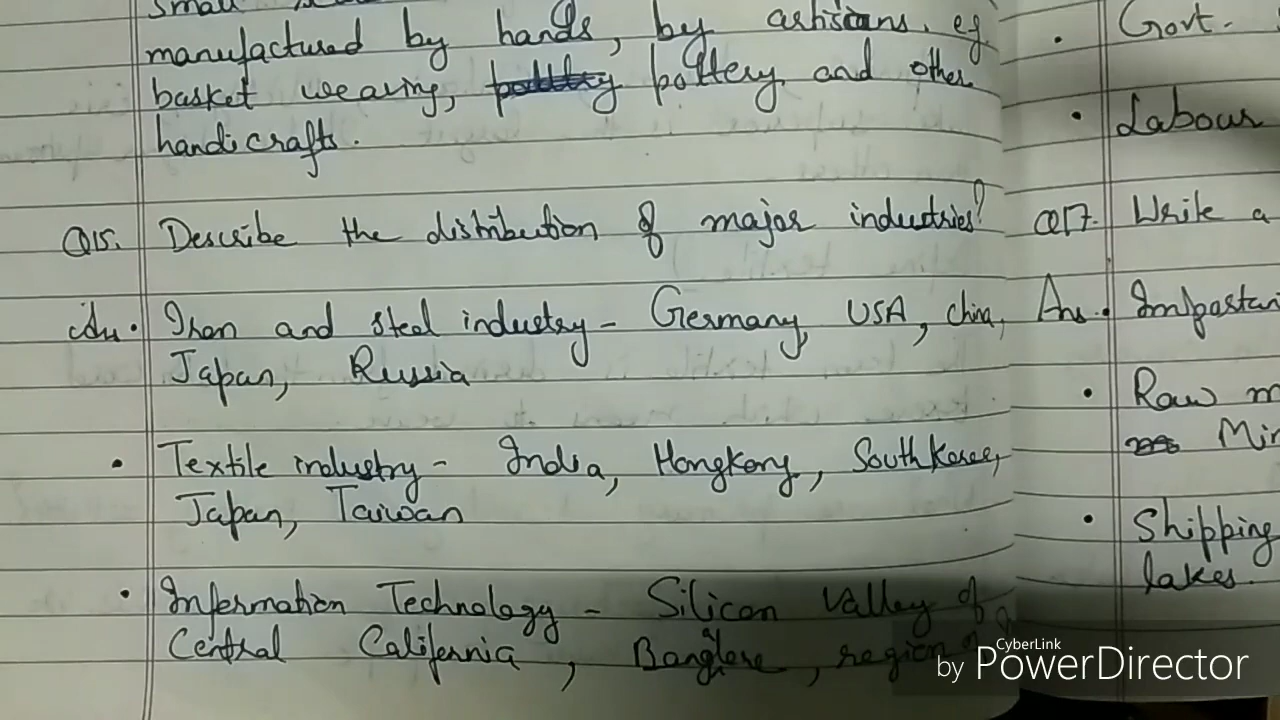 small
manufactured by hands, by artisans. eg
basket weaving, pottery and other
handicrafts.
Q15. Describe the distribution of major industries?
Ans. Iron and steel industry - Germany, USA, China,
Japan, Russia
• Textile industry - India, Hongkong, South Korea,
Japan, Taiwan
• Information Technology - Silicon Valley of
Central California, Banglore, region
• Govt.
• Labour
Q17. Write a
Ans.
• Raw
Min
• Shipping
lakes.
CyberLink
by PowerDirector